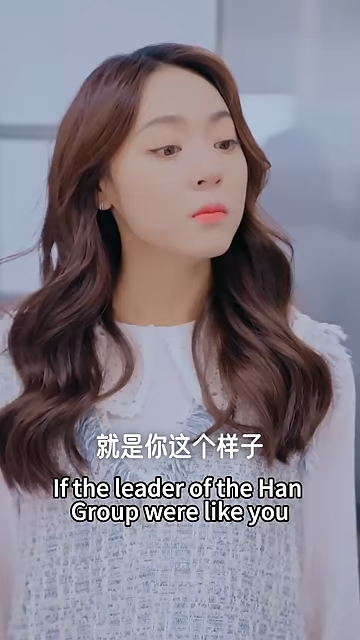 就是你这个样子
If the leader of the Han
Group were like you